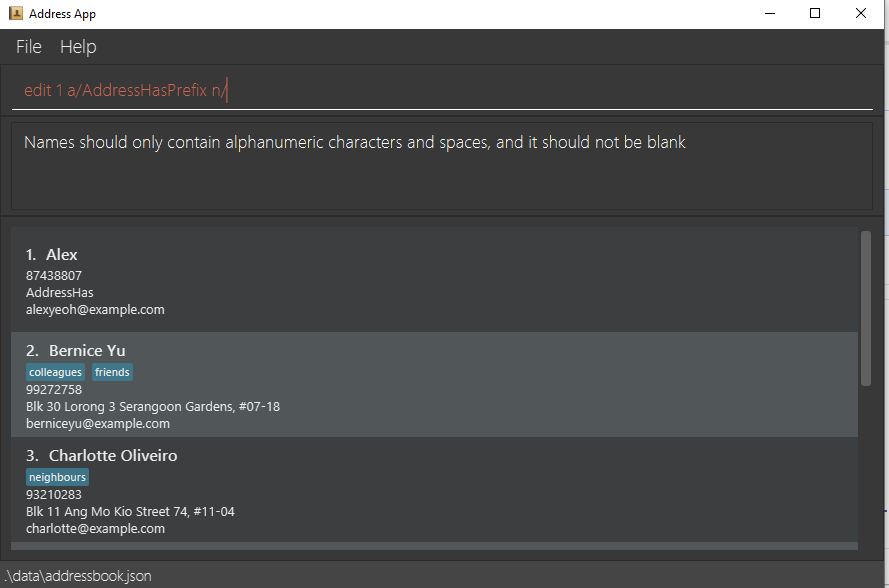 Address App
File Help
edit 1 a/AddressHasPrefix n/
Names should only contain alphanumeric characters and spaces, and it should not be blank
1. Alex
87438807
AddressHas
alexyeoh@example.com
2. Bernice Yu
colleagues friends
99272758
Blk 30 Lorong 3 Serangoon Gardens, #07-18
berniceyu@example.com
3. Charlotte Oliveiro
neighbours
93210283
Blk 11 Ang Mo Kio Street 74, #11-04
charlotte@example.com
.\data\addressbook.json